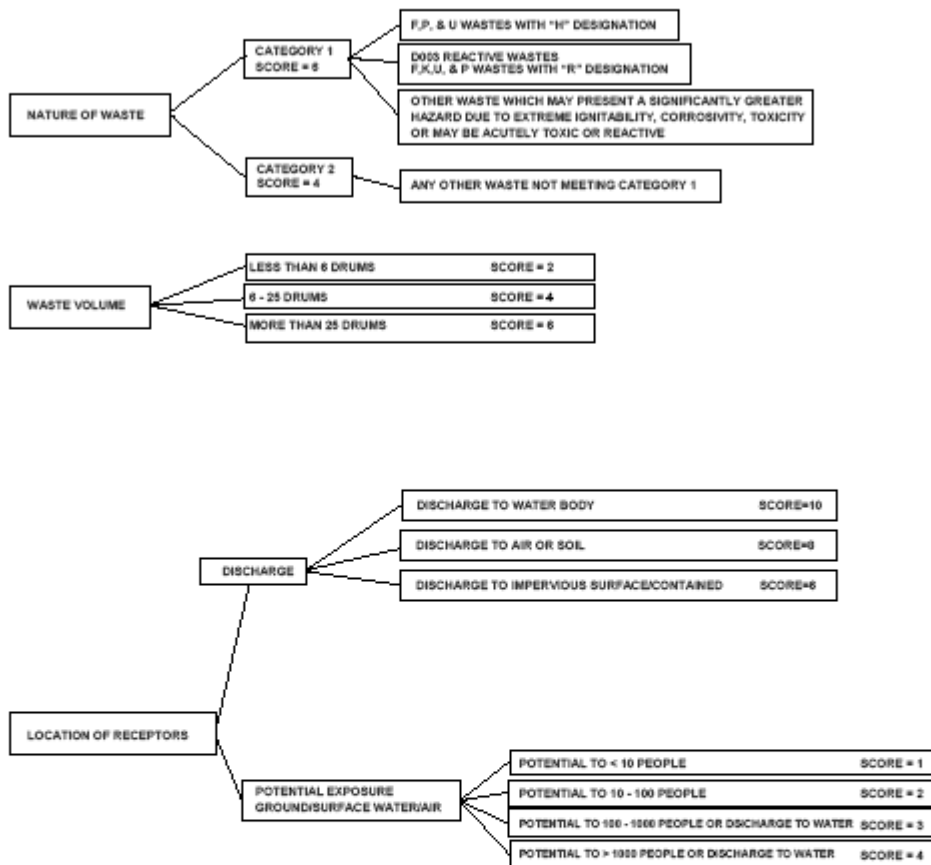 F,P, & U WASTES WITH "H" DESIGNATION
CATEGORY 1
SCORE = 6
D003 REACTIVE WASTES
F,K,U, & P WASTES WITH "R" DESIGNATION
NATURE OF WASTE
OTHER WASTE WHICH MAY PRESENT A SIGNIFICANTLY GREATER
HAZARD DUE TO EXTREME IGNITABILITY, CORROSIVITY, TOXICITY
OR MAY BE ACUTELY TOXIC OR REACTIVE
CATEGORY 2
SCORE = 4
ANY OTHER WASTE NOT MEETING CATEGORY 1
LESS THAN 6 DRUMS SCORE = 2
WASTE VOLUME
6 - 25 DRUMS SCORE = 4
MORE THAN 25 DRUMS SCORE = 6
DISCHARGE TO WATER BODY SCORE=10
DISCHARGE
DISCHARGE TO AIR OR SOIL SCORE=8
DISCHARGE TO IMPERVIOUS SURFACE/CONTAINED SCORE=6
LOCATION OF RECEPTORS
POTENTIAL EXPOSURE
GROUND/SURFACE WATER/AIR
POTENTIAL TO < 10 PEOPLE SCORE = 1
POTENTIAL TO 10 - 100 PEOPLE SCORE = 2
POTENTIAL TO 100 - 1000 PEOPLE OR DSICHARGE TO WATER SCORE = 3
POTENTIAL TO > 1000 PEOPLE OR DISCHARGE TO WATER SCORE = 4